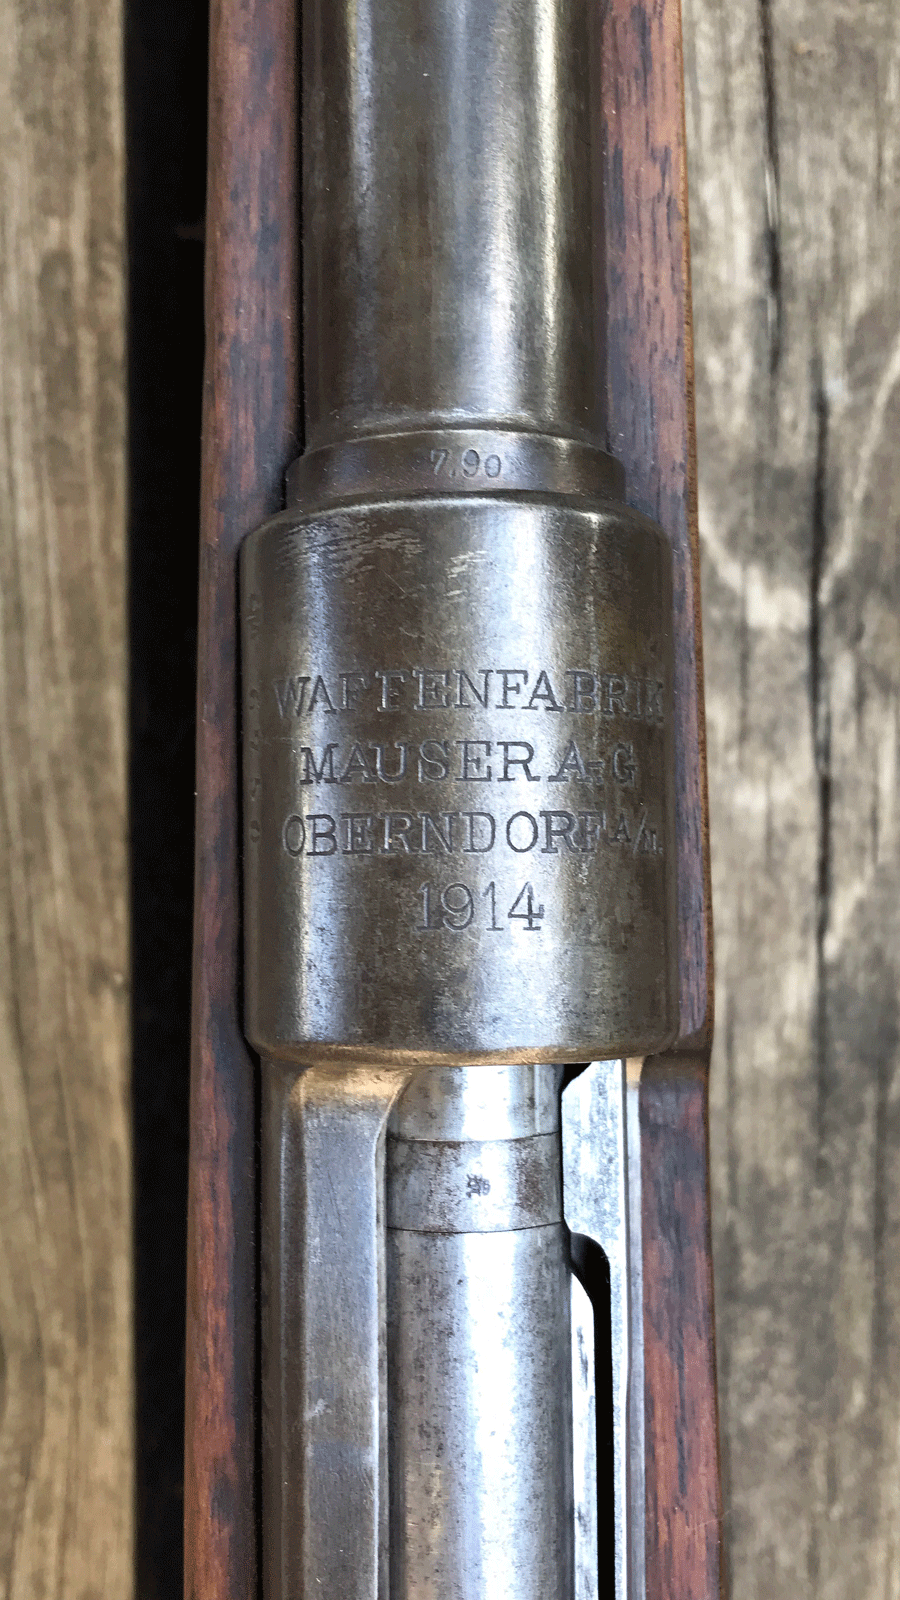 7,90
WAFFENFABRIK
MAUSER A-G
OBERNDORF A/N.
1914